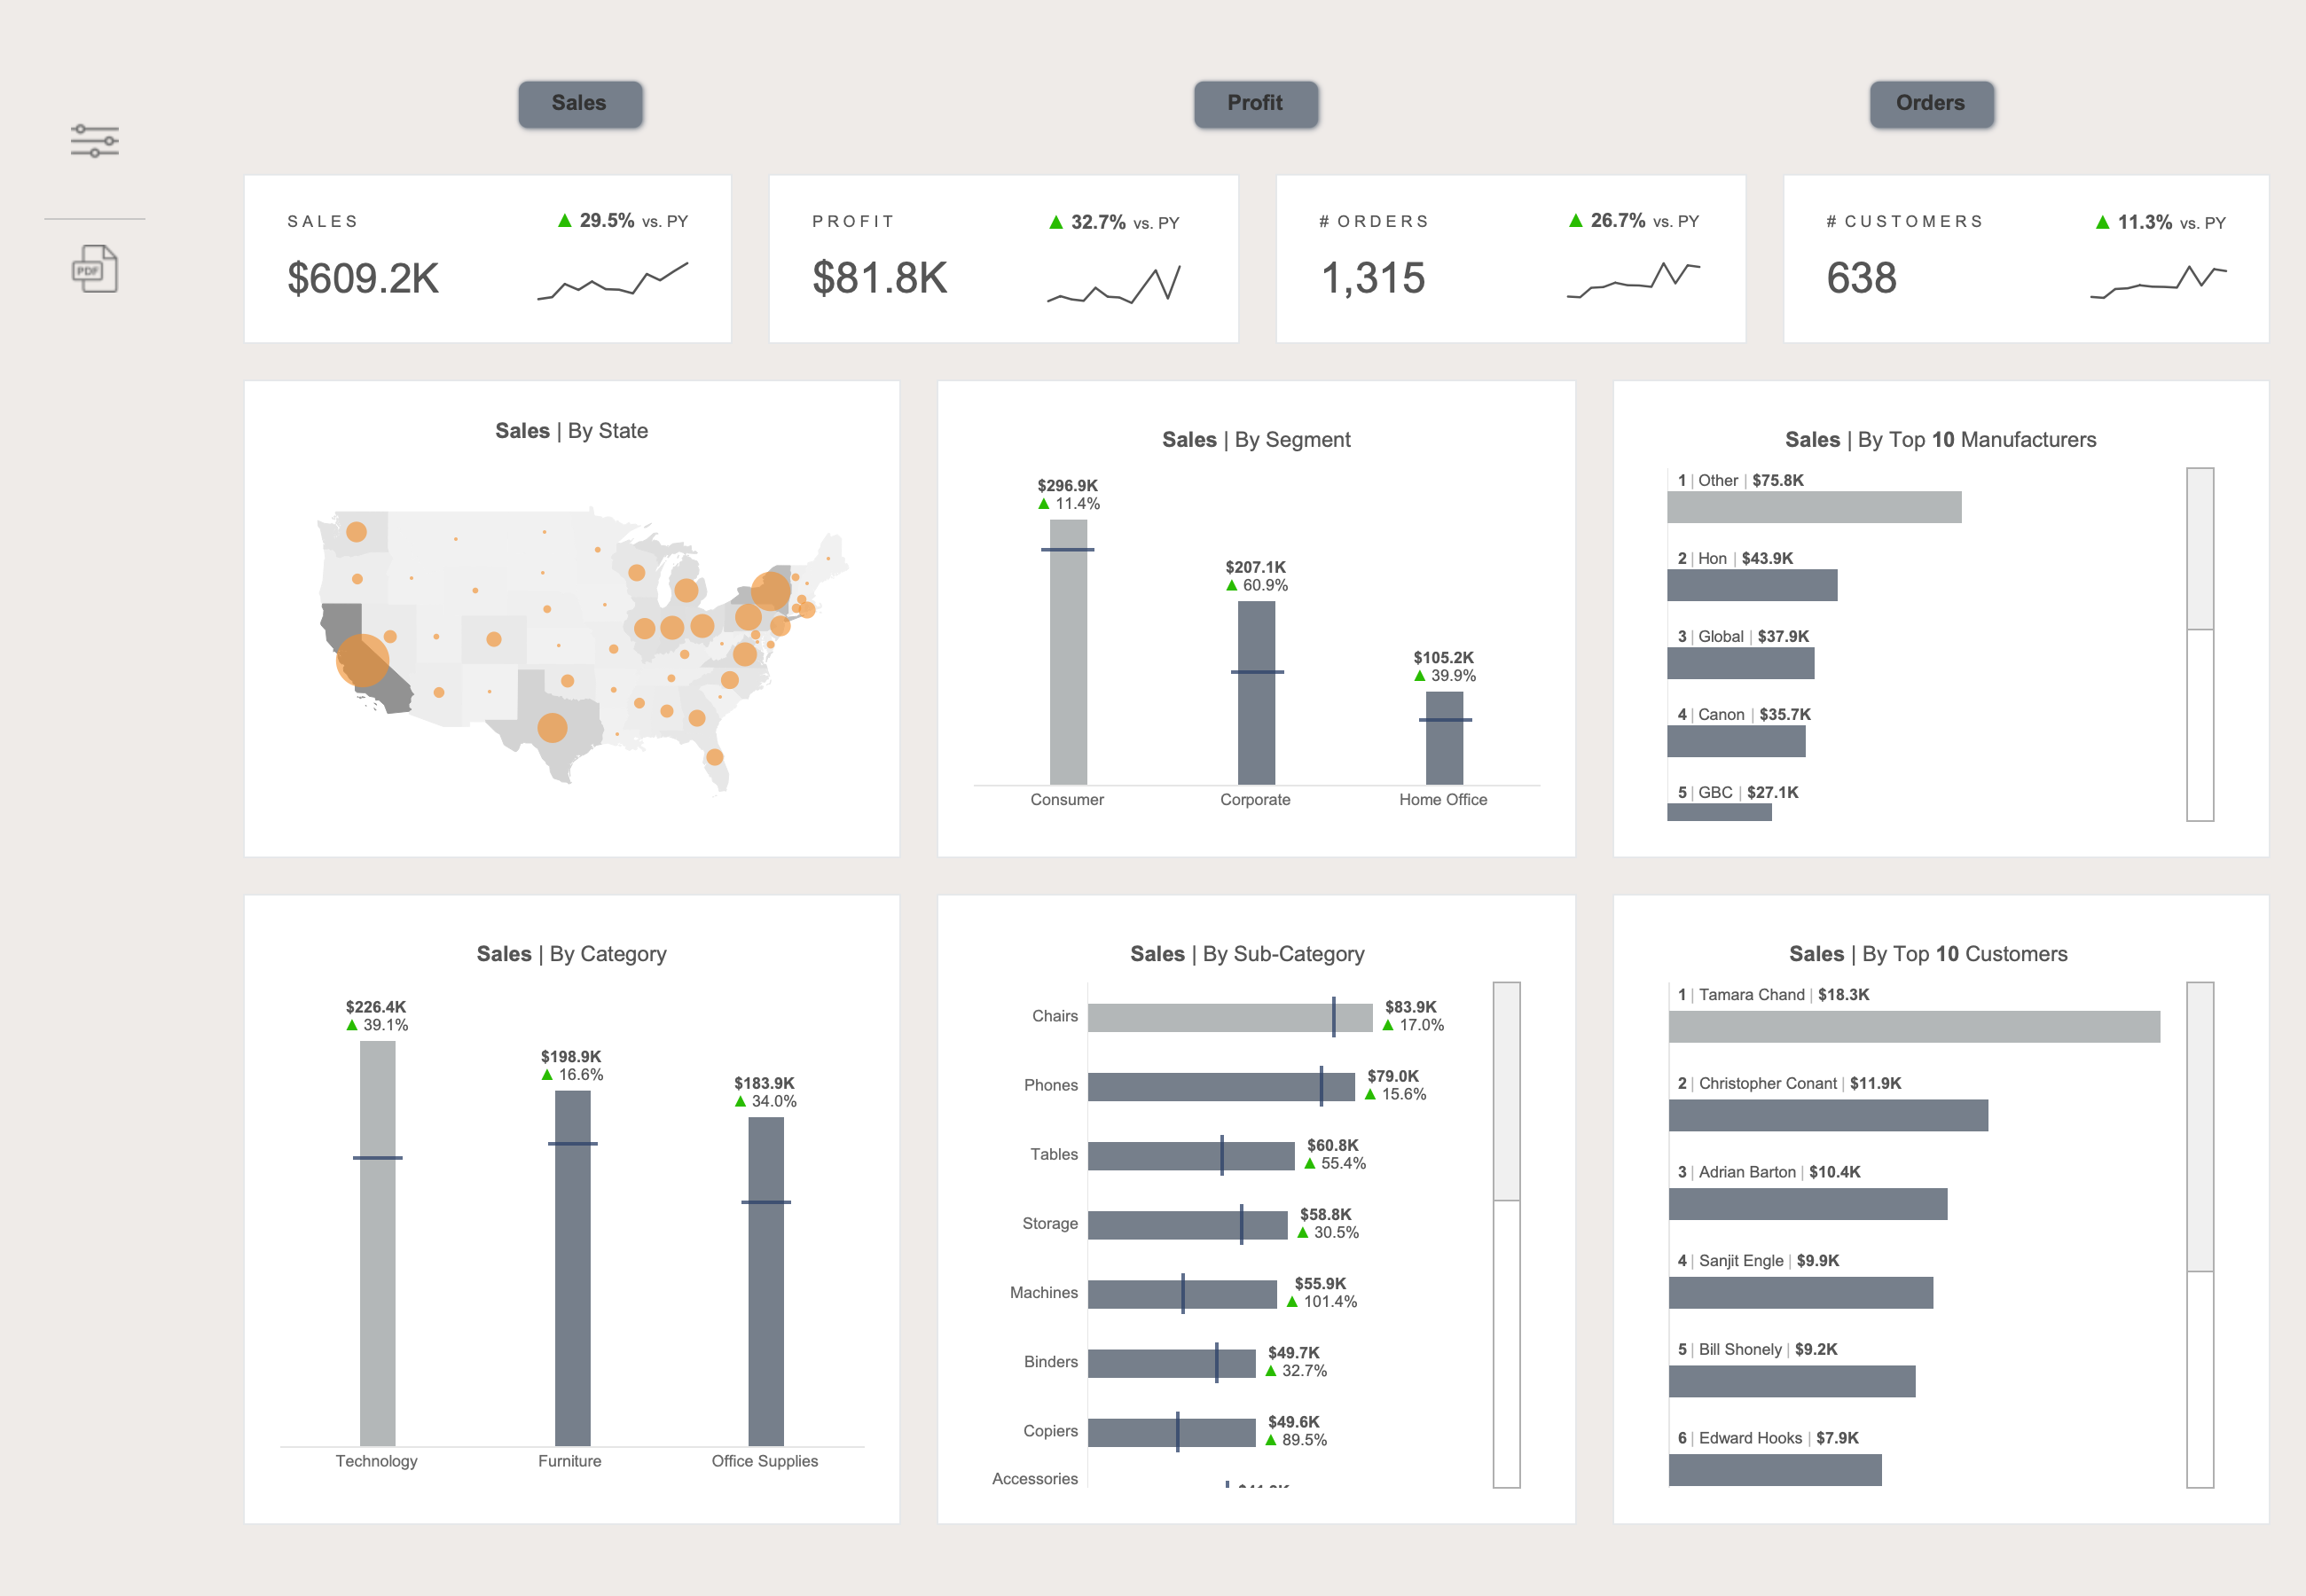 Sales
Profit
Orders
PDF
SALES
▲ 29.5% vs. PY
$609.2K
PROFIT
▲ 32.7% vs. PY
$81.8K
# ORDERS
▲ 26.7% vs. PY
1,315
# CUSTOMERS
▲ 11.3% vs. PY
638
Sales | By State
Sales | By Segment
$296.9K
▲ 11.4%
$207.1K
▲ 60.9%
$105.2K
▲ 39.9%
Consumer
Corporate
Home Office
Sales | By Top 10 Manufacturers
1 | Other | $75.8K
2 | Hon | $43.9K
3 | Global | $37.9K
4 | Canon | $35.7K
5 | GBC | $27.1K
Sales | By Category
$226.4K
▲ 39.1%
$198.9K
▲ 16.6%
$183.9K
▲ 34.0%
Technology
Furniture
Office Supplies
Sales | By Sub-Category
Chairs
$83.9K
▲ 17.0%
Phones
$79.0K
▲ 15.6%
Tables
$60.8K
▲ 55.4%
Storage
$58.8K
▲ 30.5%
Machines
$55.9K
▲ 101.4%
Binders
$49.7K
▲ 32.7%
Copiers
$49.6K
▲ 89.5%
Accessories
Sales | By Top 10 Customers
1 | Tamara Chand | $18.3K
2 | Christopher Conant | $11.9K
3 | Adrian Barton | $10.4K
4 | Sanjit Engle | $9.9K
5 | Bill Shonely | $9.2K
6 | Edward Hooks | $7.9K